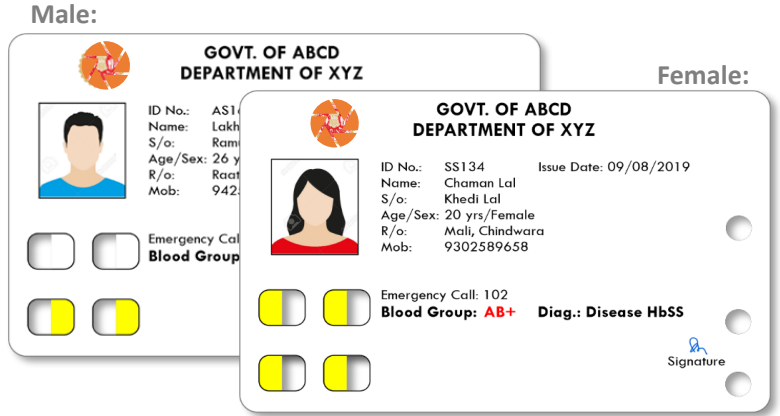 Male:
GOVT. OF ABCD
DEPARTMENT OF XYZ
ID No.:
Name:
S/o:
Age/Sex: 26
R/o:
Mob:
Emergency
Blood Group
Female:
GOVT. OF ABCD
DEPARTMENT OF XYZ
ID No.: SS134 Issue Date: 09/08/2019
Name: Chaman Lal
S/o: Khedi Lal
Age/Sex: 20 yrs/Female
R/o: Mali, Chindwara
Mob: 9302589658
Emergency Call: 102
Blood Group: AB+ Diag.: Disease HbSS
Signature